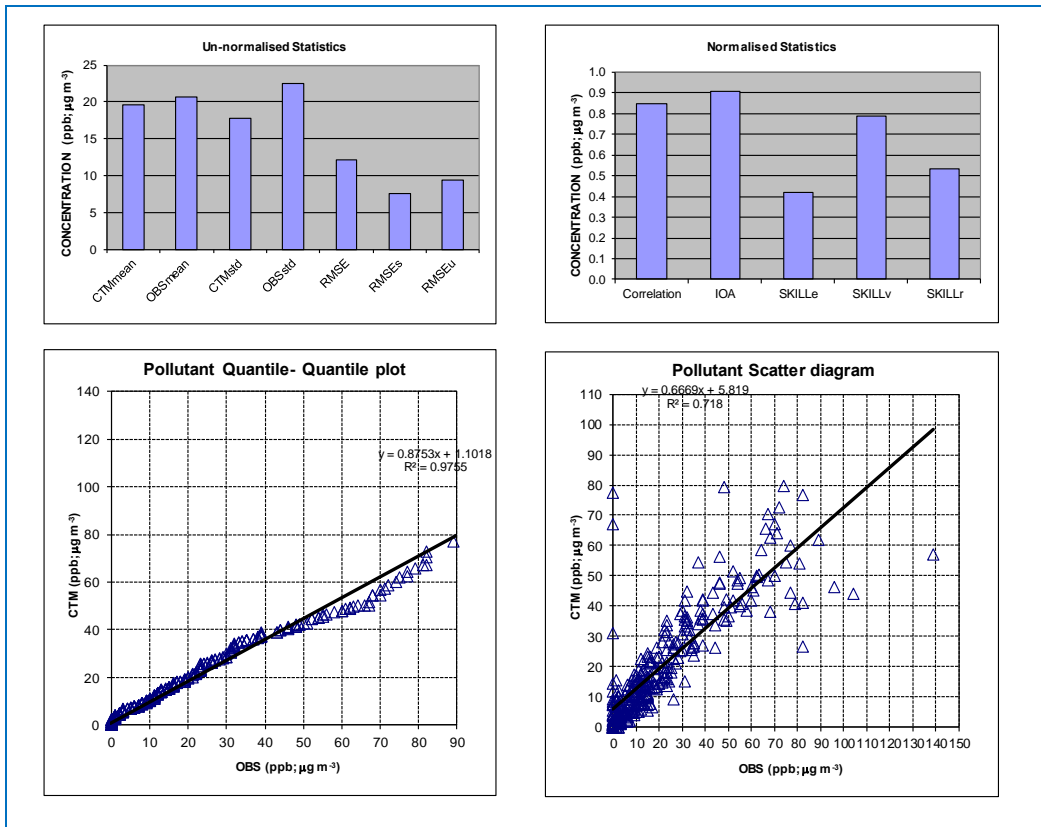 Un-normalised Statistics
CONCENTRATION (ppb; µg m-3)
25
20
15
10
5
0
CTMmean
OBSmean
CTMstd
OBSstd
RMSE
RMSEs
RMSEu
Normalised Statistics
CONCENTRATION (ppb; µg m-3)
1.0
0.9
0.8
0.7
0.6
0.5
0.4
0.3
0.2
0.1
0.0
Correlation
IOA
SKILLe
SKILLv
SKILLr
Pollutant Quantile- Quantile plot
y = 0.8753x + 1.1018
R² = 0.9755
CTM (ppb; µg m-3)
140
120
100
80
60
40
20
0
0 10 20 30 40 50 60 70 80 90
OBS (ppb; µg m-3)
Pollutant Scatter diagram
y = 0.6669x + 5.819
R² = 0.718
CTM (ppb; µg m-3)
110
100
90
80
70
60
50
40
30
20
10
0
0 10 20 30 40 50 60 70 80 90 100 110 120 130 140 150
OBS (ppb; µg m-3)